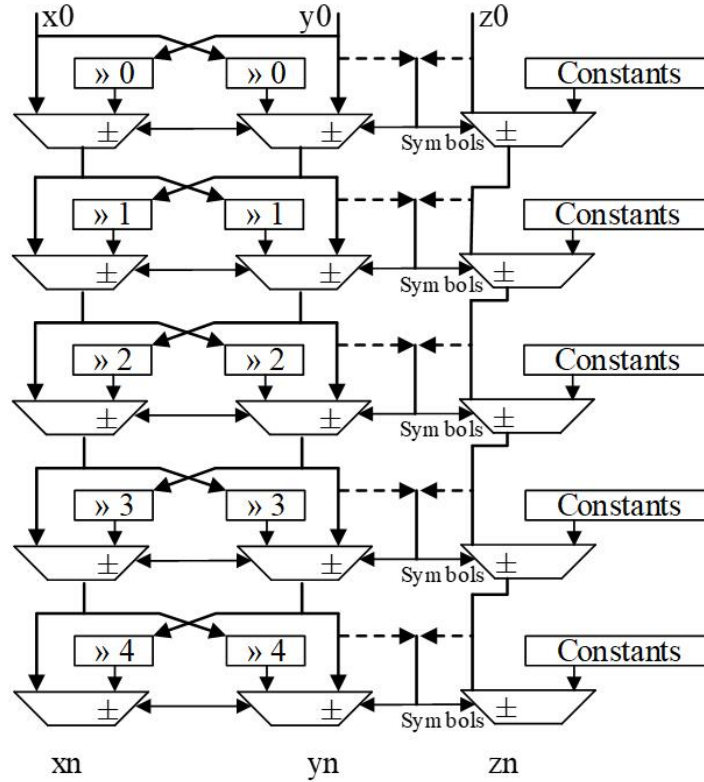 x0 y0 z0
» 0 » 0 Constants
± ± ±
Symbols
» 1 » 1 Constants
± ± ±
Symbols
» 2 » 2 Constants
± ± ±
Symbols
» 3 » 3 Constants
± ± ±
Symbols
» 4 » 4 Constants
± ± ±
Symbols
xn yn zn